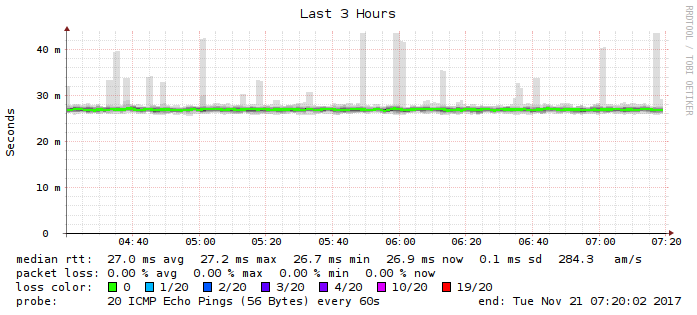 Last 3 Hours
RRDTOOL / TOBI OETIKER
Seconds
40 m
30 m
20 m
10 m
0
04:40 05:00 05:20 05:40 06:00 06:20 06:40 07:00 07:20
median rtt: 27.0 ms avg 27.2 ms max 26.7 ms min 26.9 ms now 0.1 ms sd 284.3 am/s
packet loss: 0.00 % avg 0.00 % max 0.00 % min 0.00 % now
loss color: 0 1/20 2/20 3/20 4/20 10/20 19/20
probe: 20 ICMP Echo Pings (56 Bytes) every 60s end: Tue Nov 21 07:20:02 2017